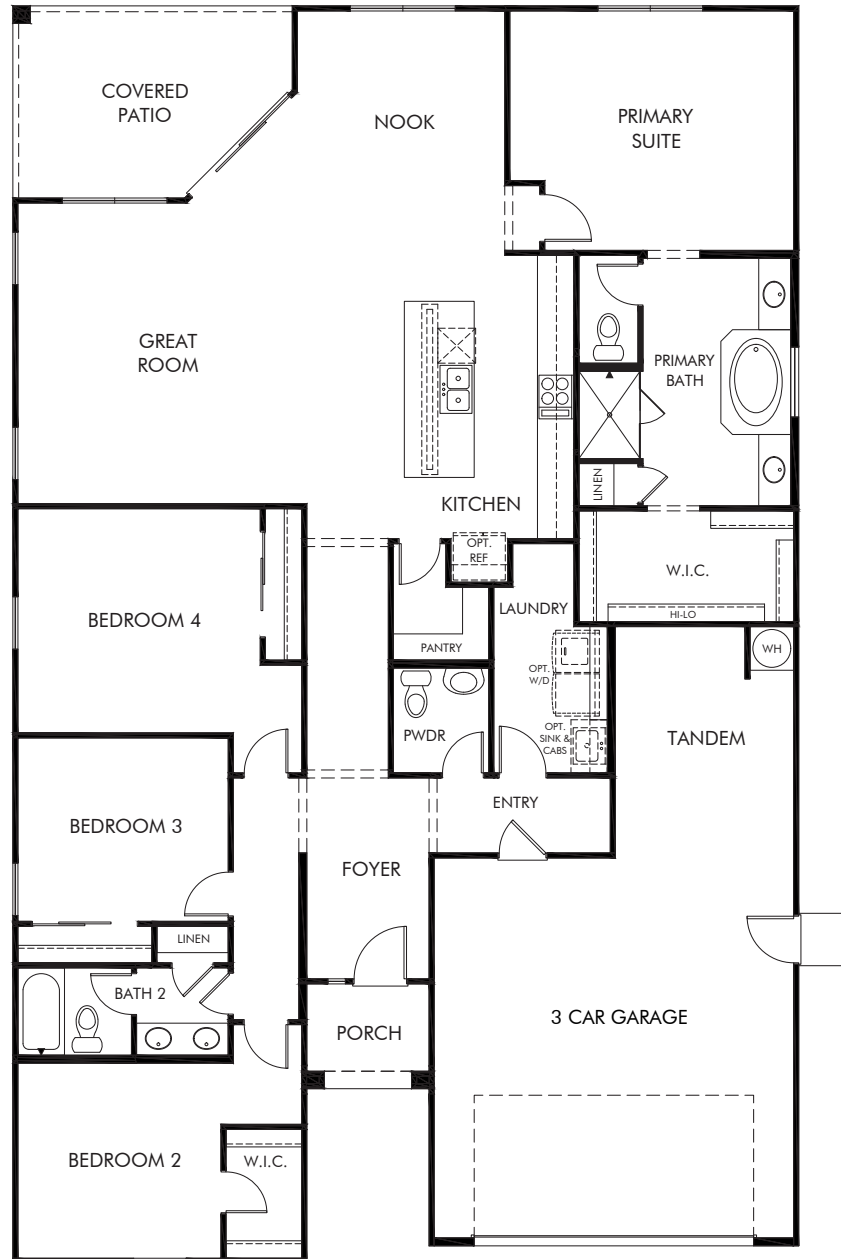 COVERED
PATIO
NOOK
PRIMARY
SUITE
GREAT
ROOM
PRIMARY
BATH
LINEN
KITCHEN
OPT.
REF
W.I.C.
HI-LO
BEDROOM 4
LAUNDRY
PANTRY
OPT.
W/D
WH
PWDR
OPT.
SINK &
CABS
TANDEM
ENTRY
BEDROOM 3
FOYER
LINEN
BATH 2
PORCH
3 CAR GARAGE
BEDROOM 2
W.I.C.